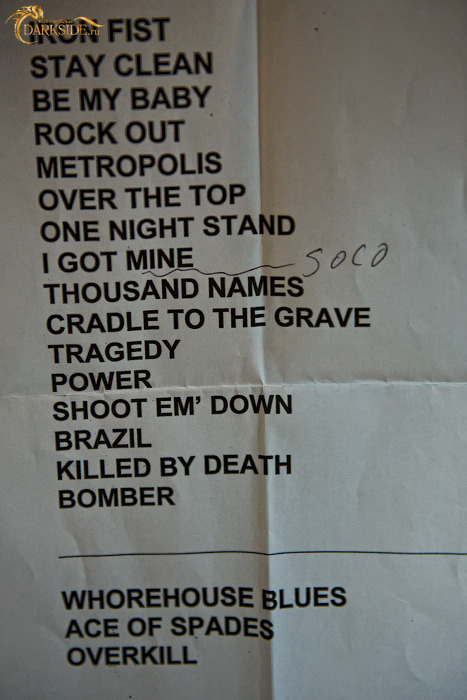 DARKSIDE.ru
IRON FIST
STAY CLEAN
BE MY BABY
ROCK OUT
METROPOLIS
OVER THE TOP
ONE NIGHT STAND
I GOT MINE SOLO
THOUSAND NAMES
CRADLE TO THE GRAVE
TRAGEDY
POWER
SHOOT EM’ DOWN
BRAZIL
KILLED BY DEATH
BOMBER
WHOREHOUSE BLUES
ACE OF SPADES
OVERKILL